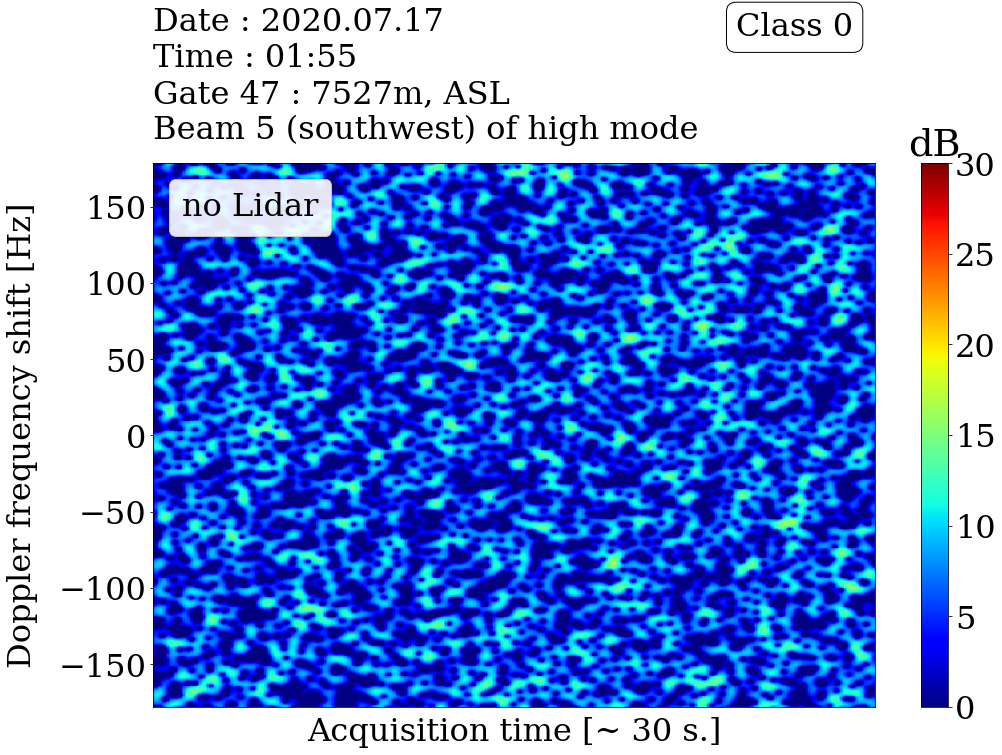 Date : 2020.07.17
Time : 01:55
Gate 47 : 7527m, ASL
Beam 5 (southwest) of high mode
Class 0
dB
no Lidar
Doppler frequency shift [Hz]
150
100
50
0
−50
−100
−150
30
25
20
15
10
5
0
Acquisition time [~ 30 s.]